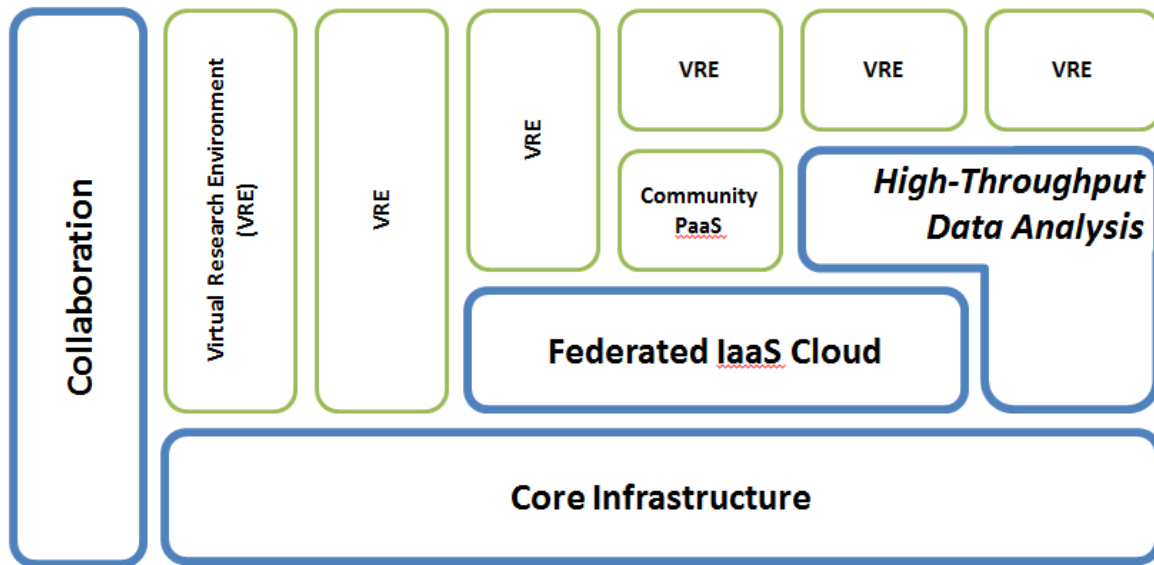 Collaboration
Virtual Research Environment
(VRE)
VRE
VRE
VRE
VRE
VRE
Community
PaaS
High-Throughput
Data Analysis
Federated IaaS Cloud
Core Infrastructure